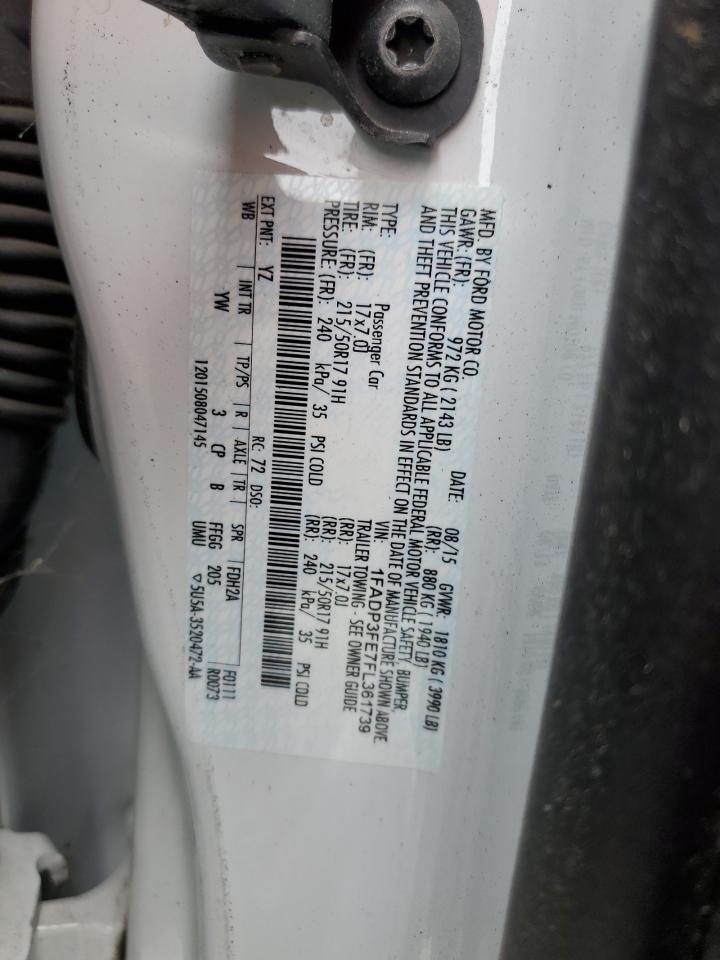 MFD. BY FORD MOTOR CO.
DATE: 08/15 GVWR: 1810 KG ( 3990 LB)
GAWR: (FR): 972 KG ( 2143 LB) (RR): 880 KG ( 1940 LB)
THIS VEHICLE CONFORMS TO ALL APPLICABLE FEDERAL MOTOR VEHICLE SAFETY, BUMPER,
AND THEFT PREVENTION STANDARDS IN EFFECT ON THE DATE OF MANUFACTURE SHOWN ABOVE
VIN: 1FADP3FE7FL361739
TYPE: Passenger Car TRAILER TOWING - SEE OWNER GUIDE
RIM: (FR): 17x7.0J (RR): 17x7.0J
TIRE: (FR): 215/50R17 91H (RR): 215/50R17 91H
PRESSURE: (FR): 240 kPa/ 35 PSI COLD (RR): 240 kPa/ 35 PSI COLD
EXT PNT: YZ RC: 72 DSO: F0111
WB | INT TR | TP/PS | R | AXLE | TR | SPR | FDH2A R0073
YW 3 CP B FFGG 205
1201508047145 UMU ▽5U5A-3520472-AA